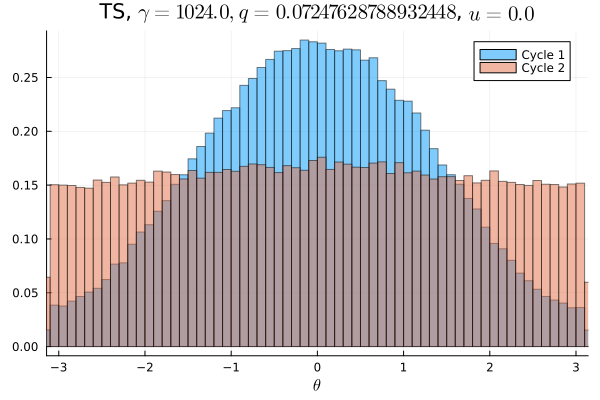 TS, γ = 1024.0, q = 0.07247628788932448, u = 0.0
Cycle 1
Cycle 2
0.25
0.20
0.15
0.10
0.05
0.00
−3 −2 −1 0 1 2 3
θ